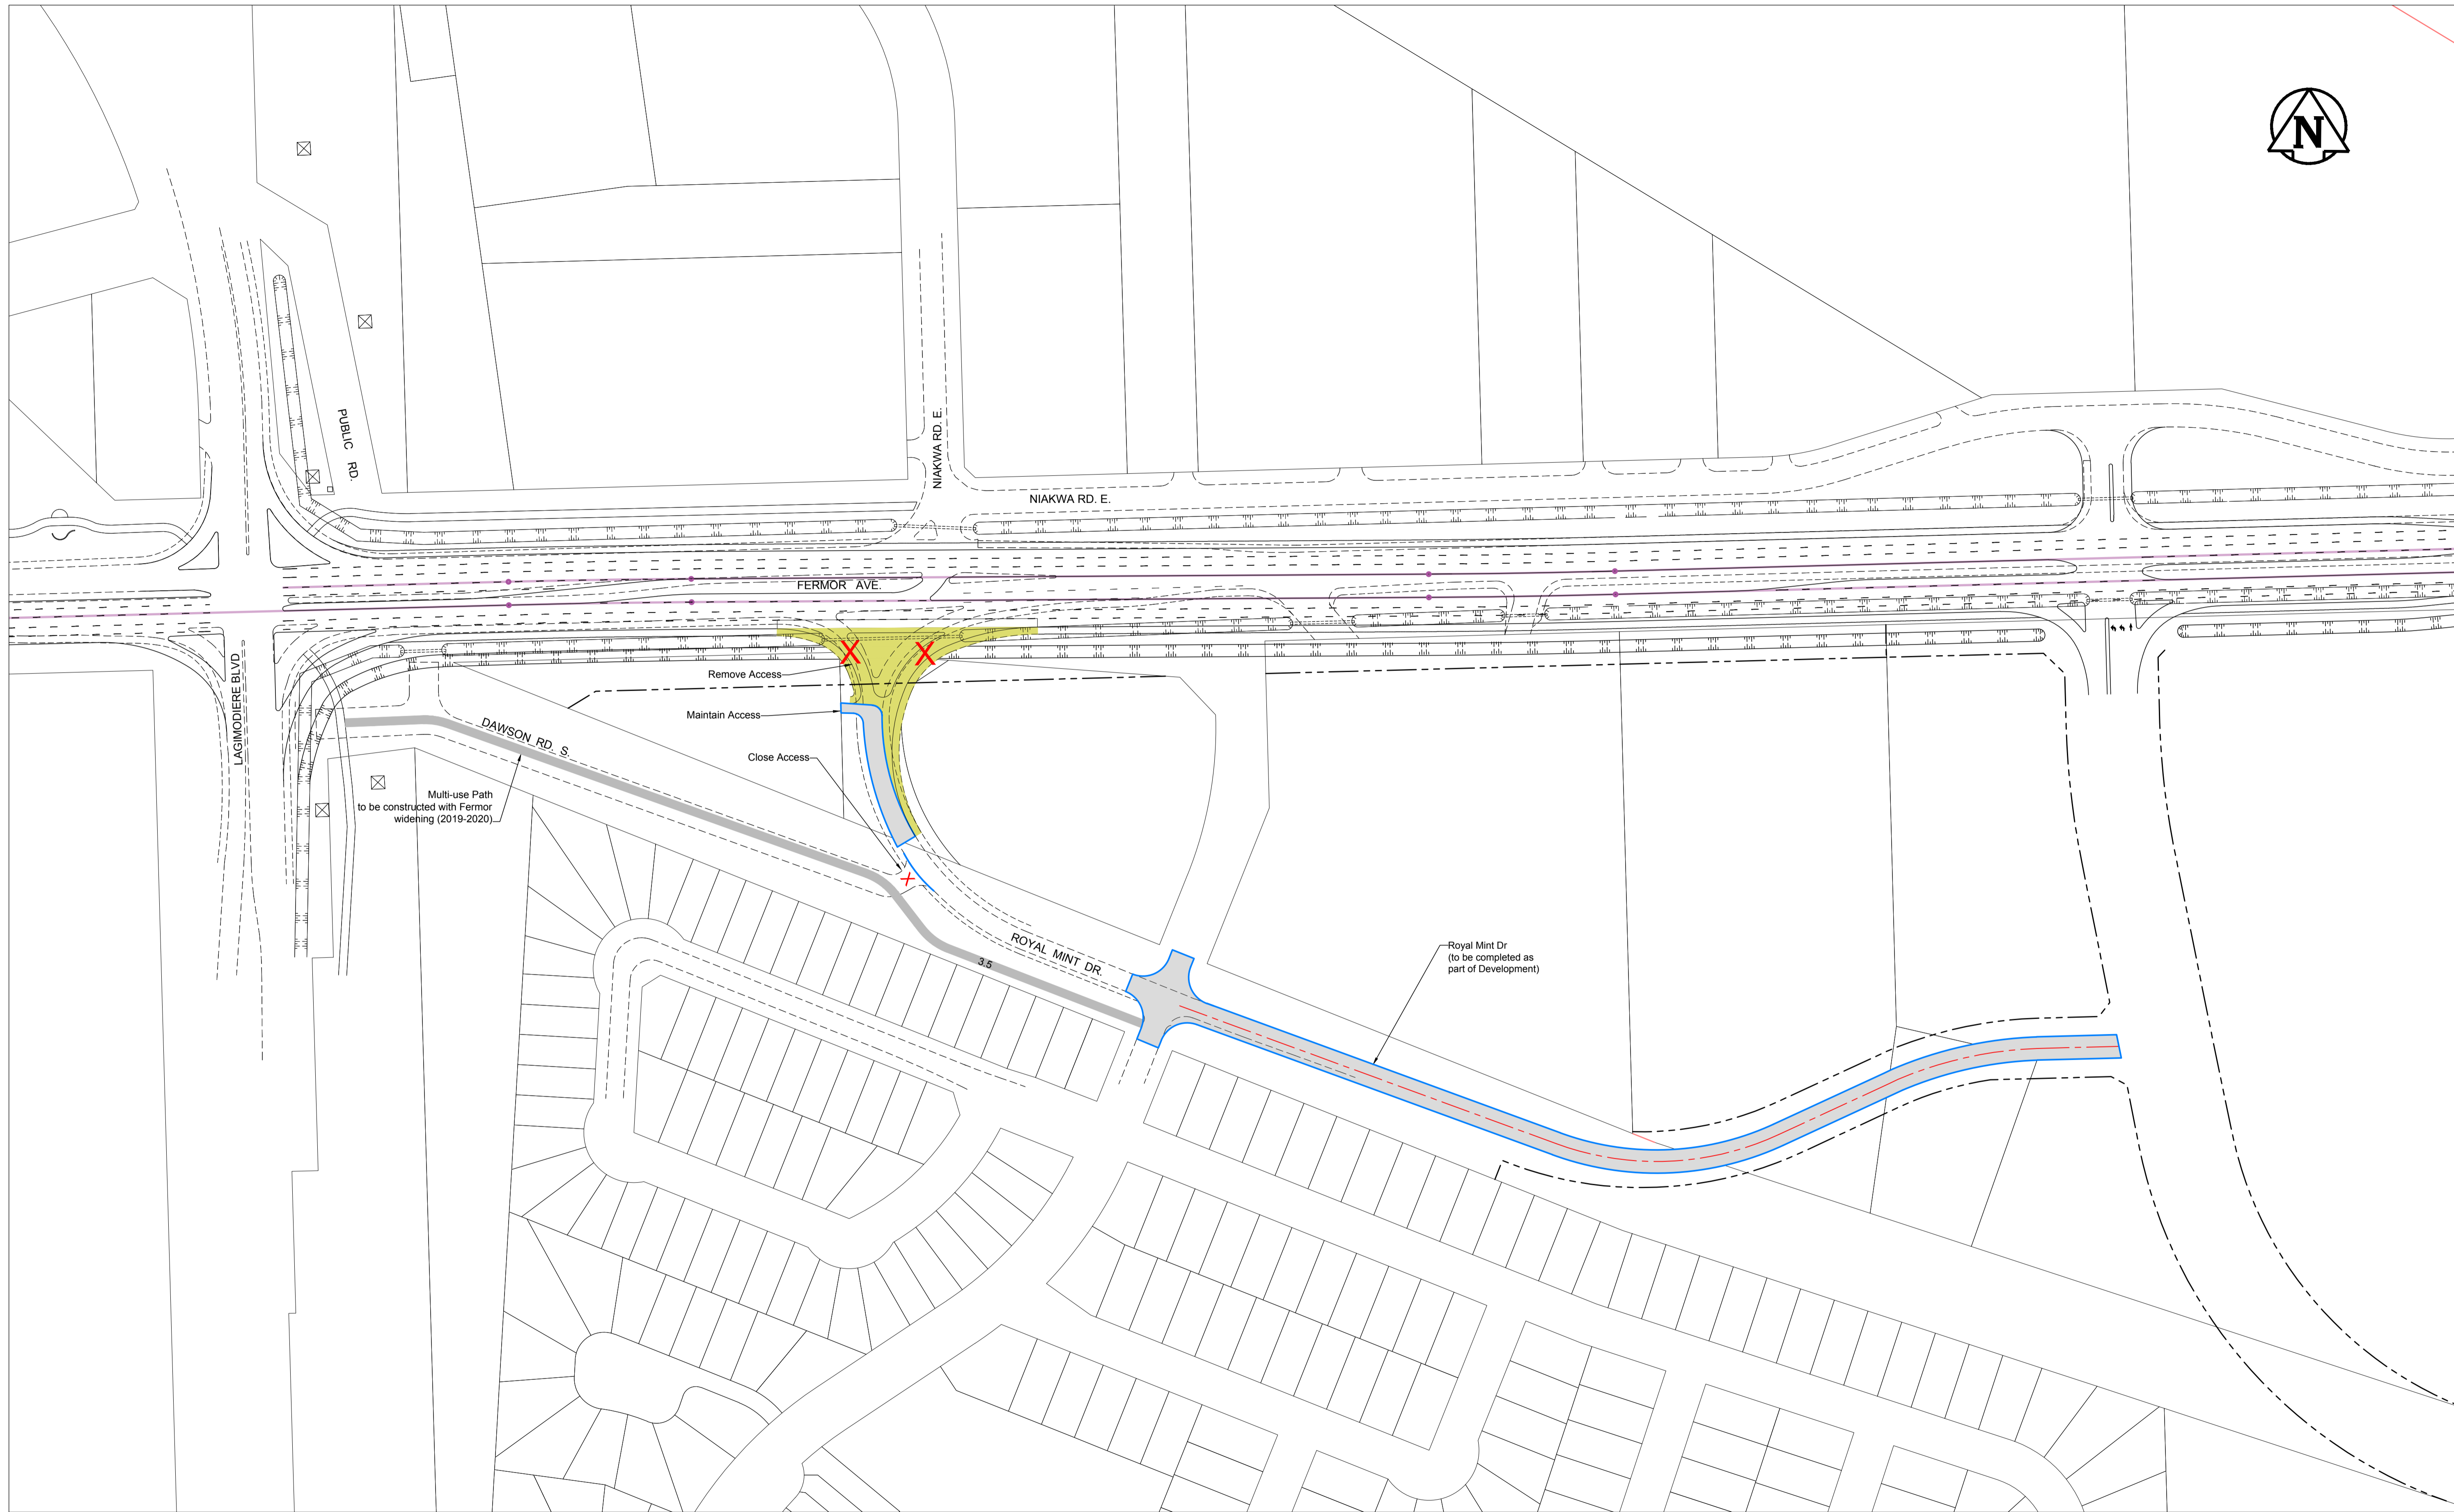 N
PUBLIC RD.
NIAKWA RD. E.
NIAKWA RD. E.
FERMOR AVE.
Remove Access
X
X
LAGIMODIERE BLVD
Maintain Access
DAWSON RD. S.
Close Access
Multi-use Path
to be constructed with Fermor
widening (2019-2020)
X
ROYAL MINT DR.
3.5
Royal Mint Dr
(to be completed as
part of Development)